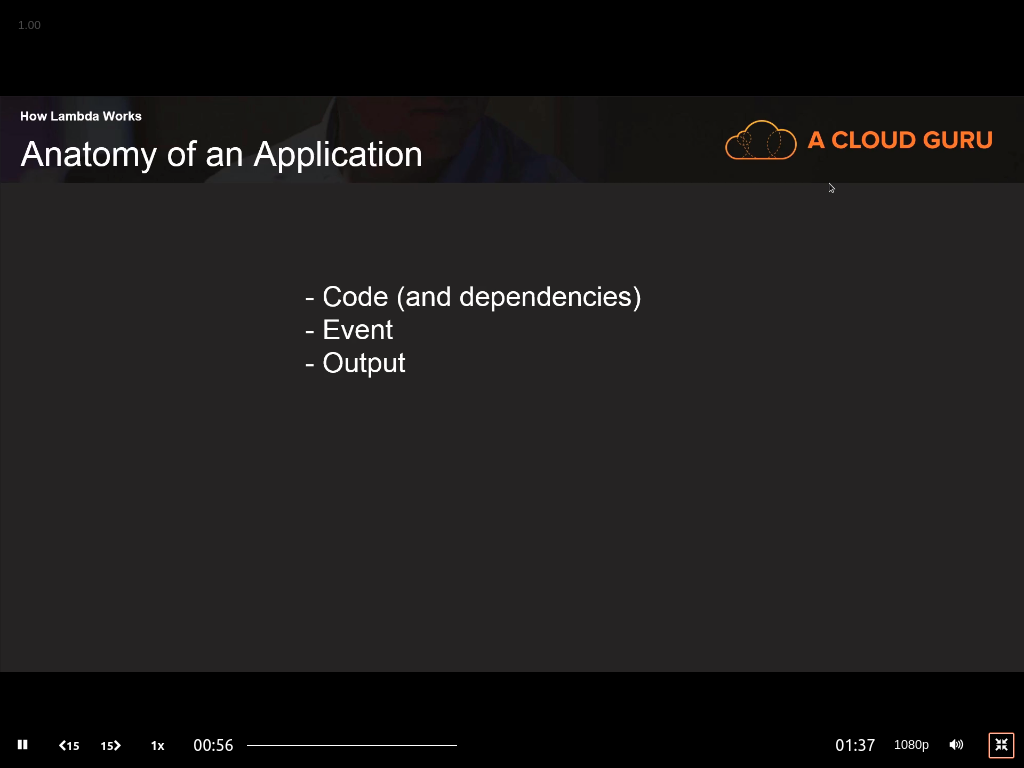 1.00
How Lambda Works
Anatomy of an Application
A CLOUD GURU
- Code (and dependencies)
- Event
- Output
15 15 1x 00:56 01:37 1080p